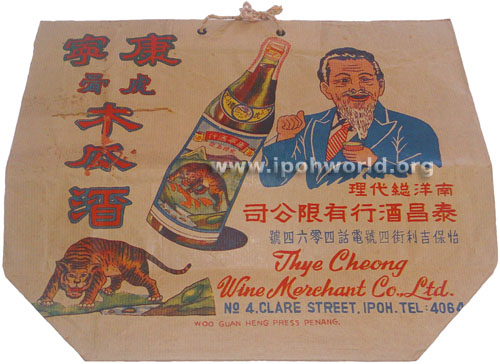 康寧
虎骨
木瓜酒
www.ipohworld.org
南洋總代理
泰昌酒行有限公司
怡保吉利街四號電話四零六四號
Thye Cheong
Wine Merchant Co., Ltd.
No 4. CLARE STREET, IPOH. TEL: 4064
WOO GUAN HENG PRESS PENANG.